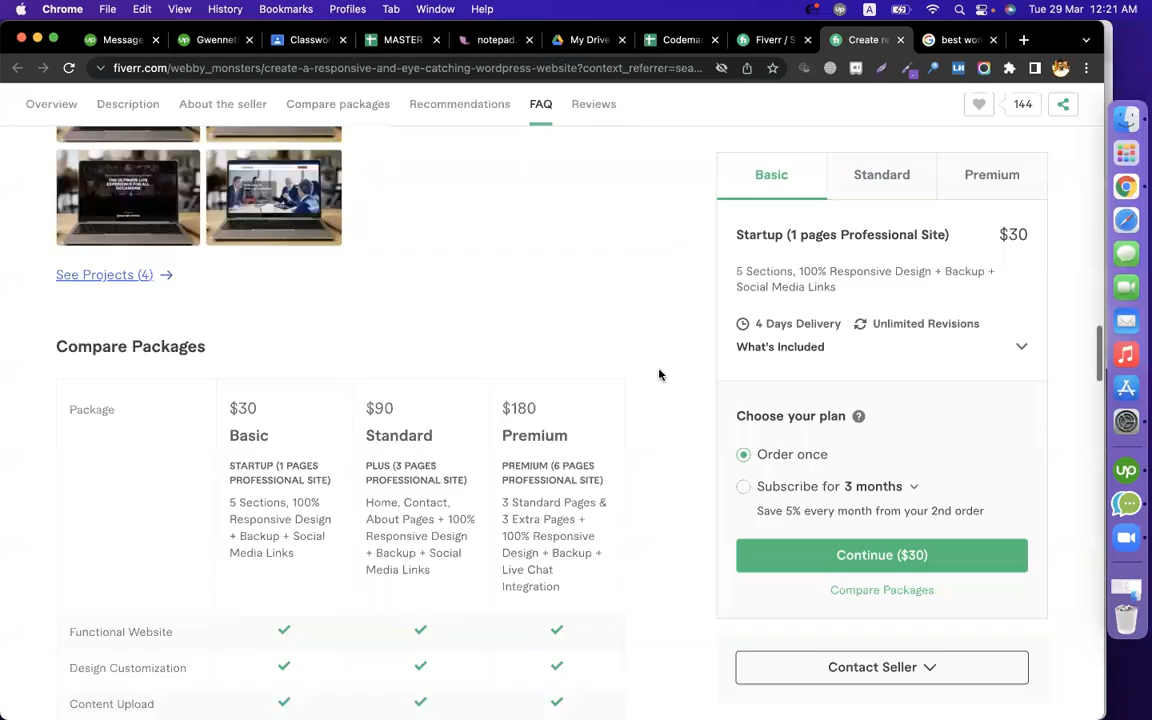 Chrome File Edit View History Bookmarks Profiles Tab Window Help A Tue 29 Mar 12:21 AM
Message Gwennet Classwo MASTER notepad. My Drive Codema Fiverr / S Create re best wor
fiverr.com/webby_monsters/create-a-responsive-and-eye-catching-wordpress-website?context_referrer=sea...
Overview Description About the seller Compare packages Recommendations FAQ Reviews 144
See Projects (4)
Basic Standard Premium
Startup (1 pages Professional Site) $30
5 Sections, 100% Responsive Design + Backup +
Social Media Links
4 Days Delivery Unlimited Revisions
What's Included
Choose your plan ?
Order once
Subscribe for 3 months
Save 5% every month from your 2nd order
Continue ($30)
Compare Packages
Contact Seller
Compare Packages
Package
$30
Basic
STARTUP (1 PAGES
PROFESSIONAL SITE)
5 Sections, 100%
Responsive Design
+ Backup + Social
Media Links
$90
Standard
PLUS (3 PAGES
PROFESSIONAL SITE)
Home, Contact,
About Pages + 100%
Responsive Design
+ Backup + Social
Media Links
$180
Premium
PREMIUM (6 PAGES
PROFESSIONAL SITE)
3 Standard Pages &
3 Extra Pages +
100% Responsive
Design + Backup +
Live Chat
Integration
Functional Website
Design Customization
Content Upload
up